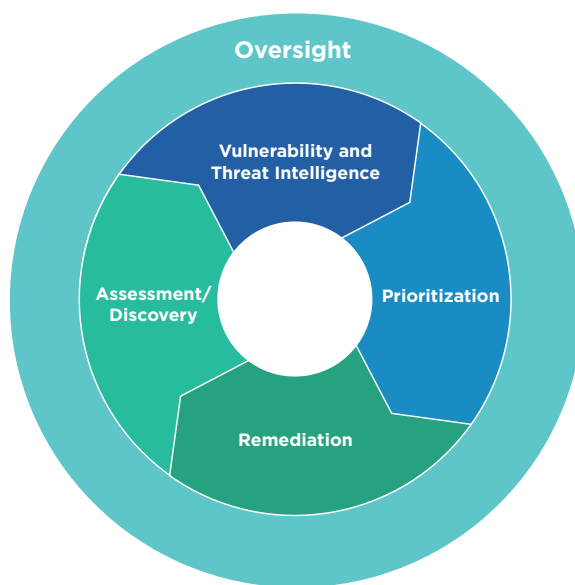 Oversight
Vulnerability and
Threat Intelligence
Assessment/
Discovery
Prioritization
Remediation